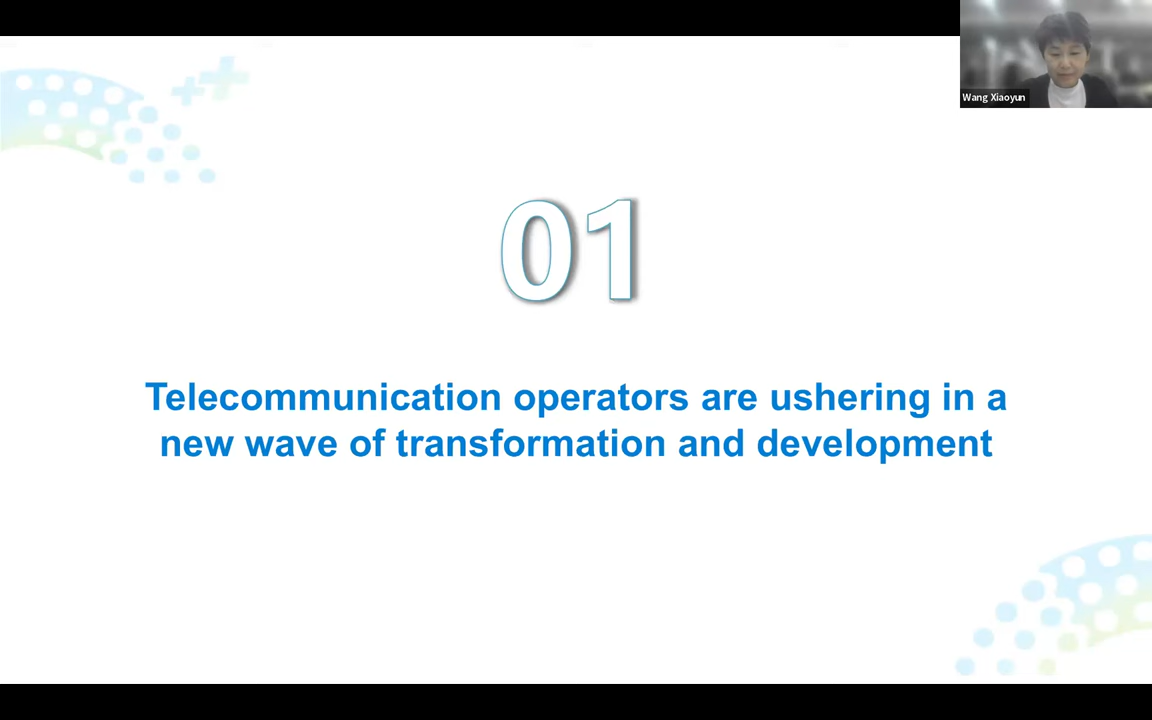 Wang Xiaoyun
01
Telecommunication operators are ushering in a
new wave of transformation and development